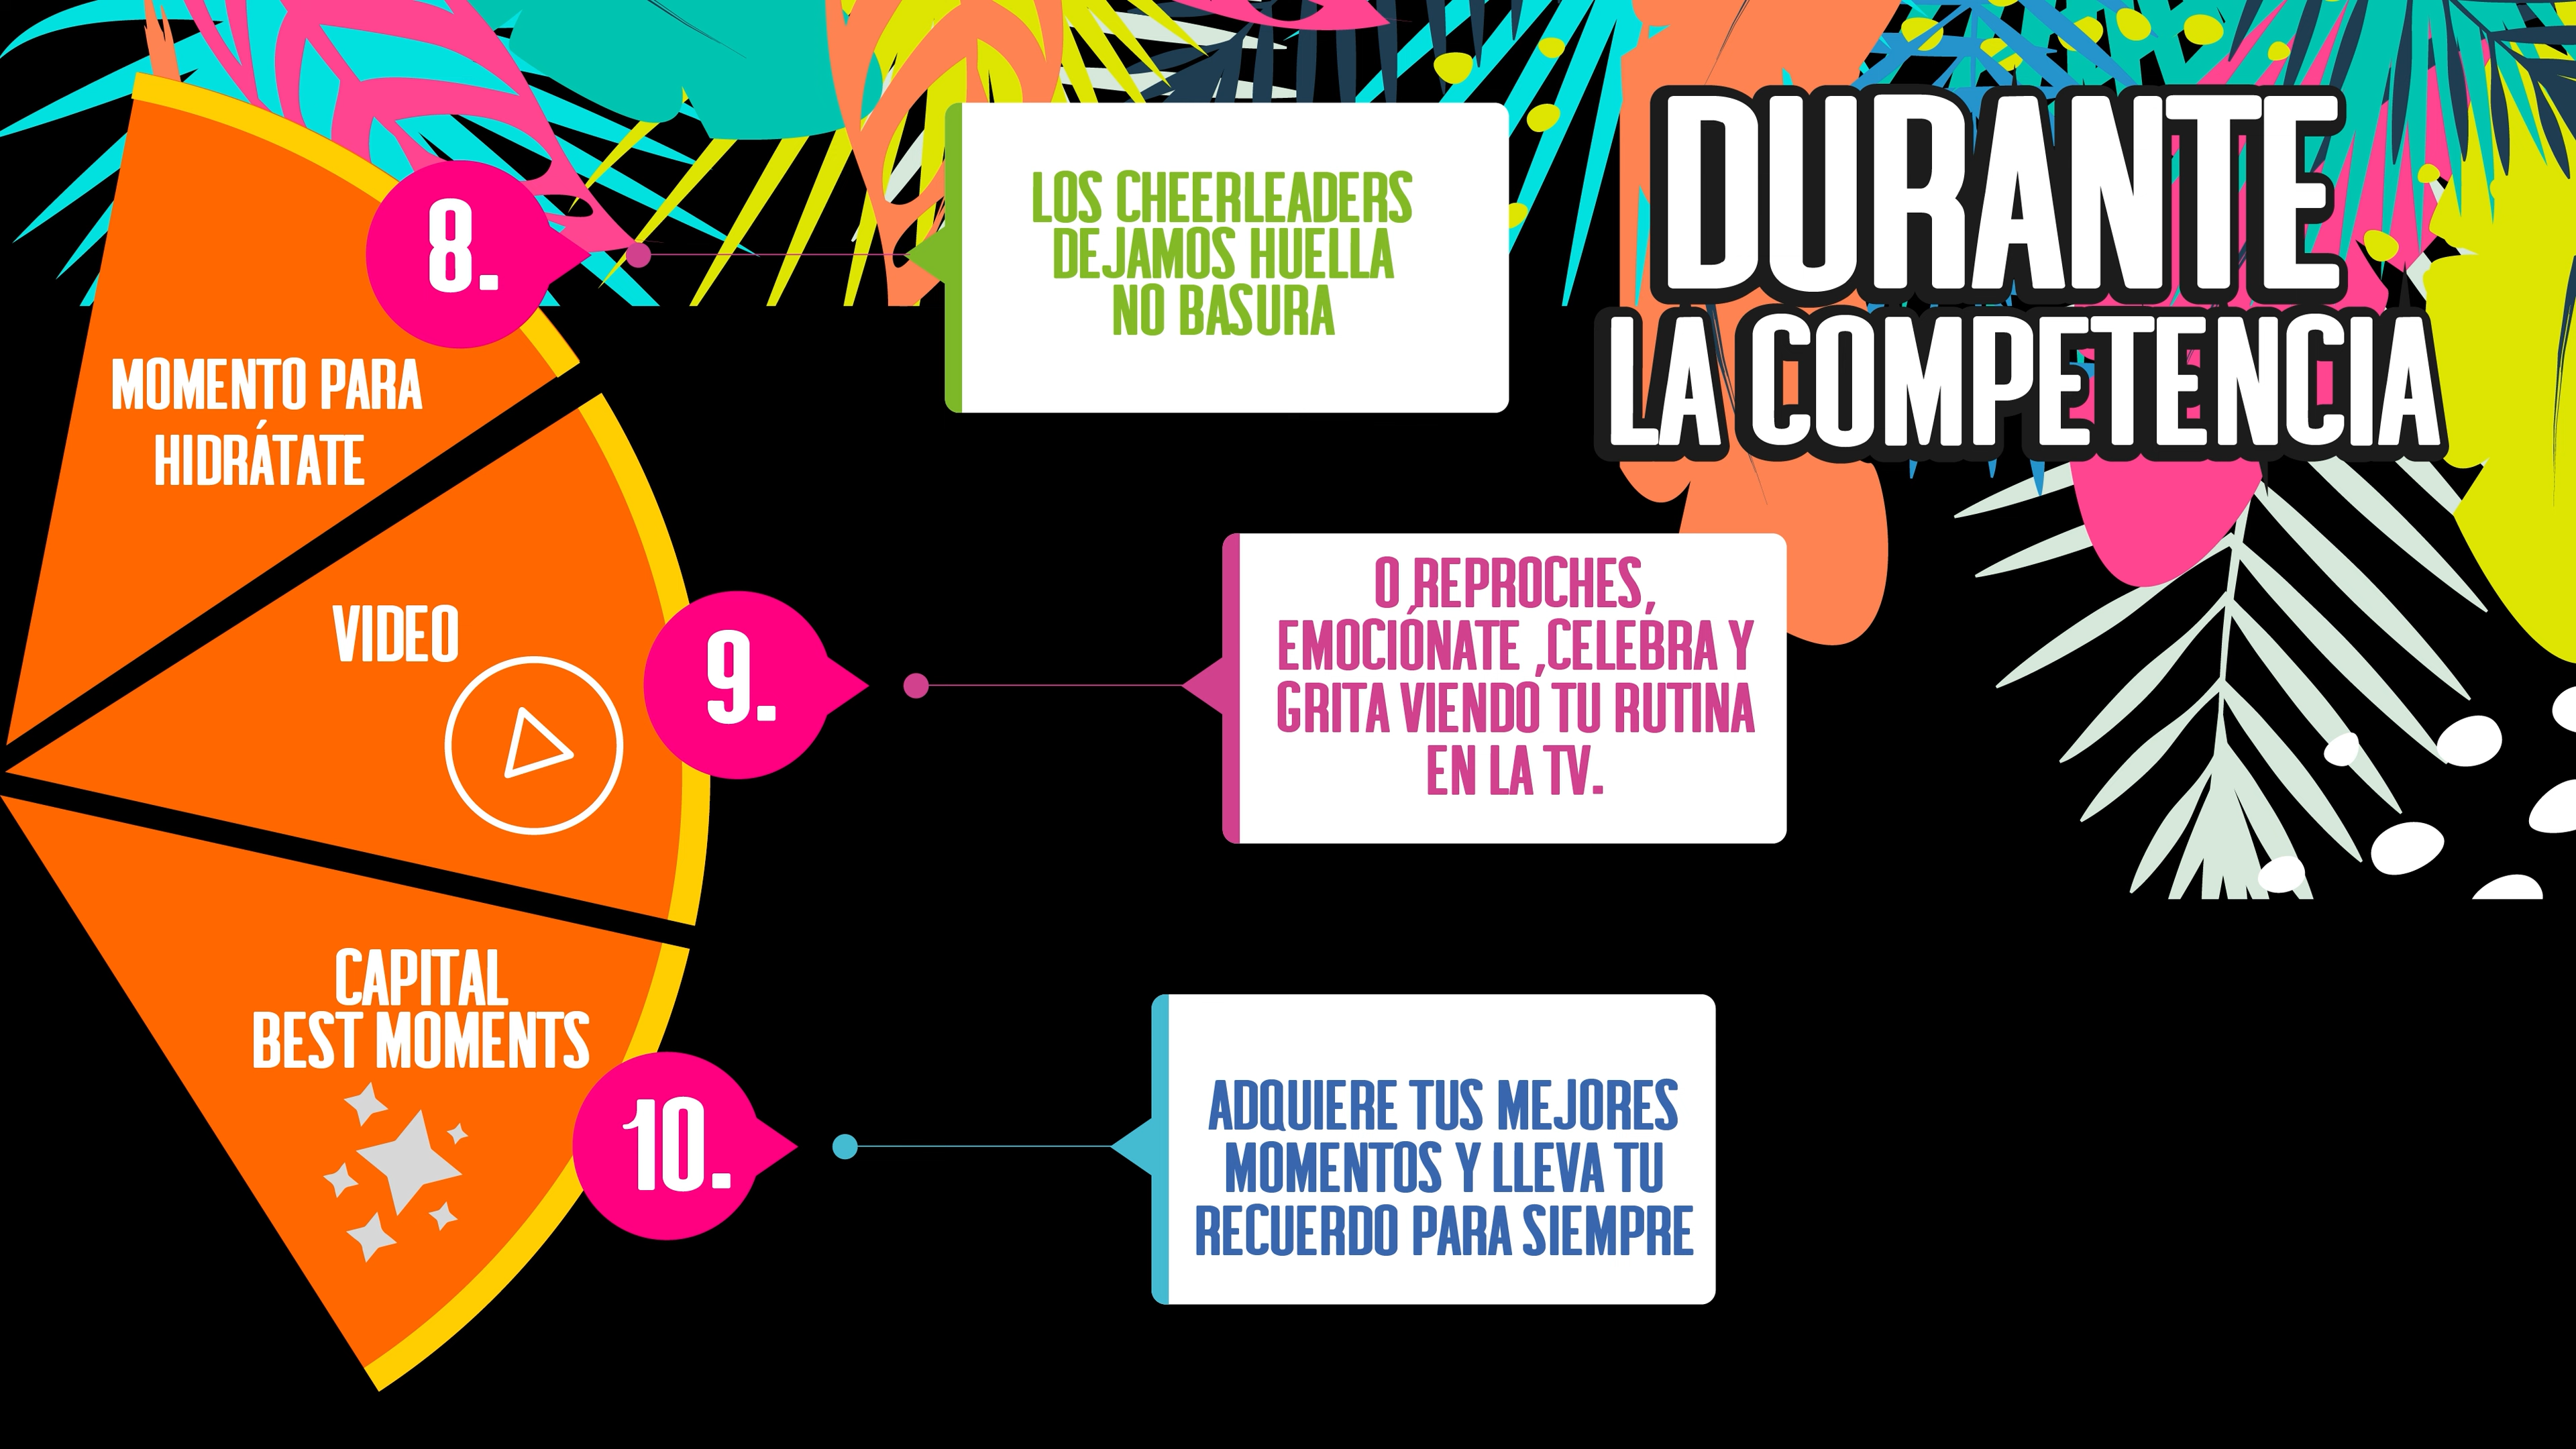 DURANTE
LA COMPETENCIA
8.
MOMENTO PARA
HIDRÁTATE
LOS CHEERLEADERS
DEJAMOS HUELLA
NO BASURA
9.
VIDEO
O REPROCHES,
EMOCIÓNATE ,CELEBRA Y
GRITA VIENDO TU RUTINA
EN LA TV.
10.
CAPITAL
BEST MOMENTS
ADQUIERE TUS MEJORES
MOMENTOS Y LLEVA TU
RECUERDO PARA SIEMPRE